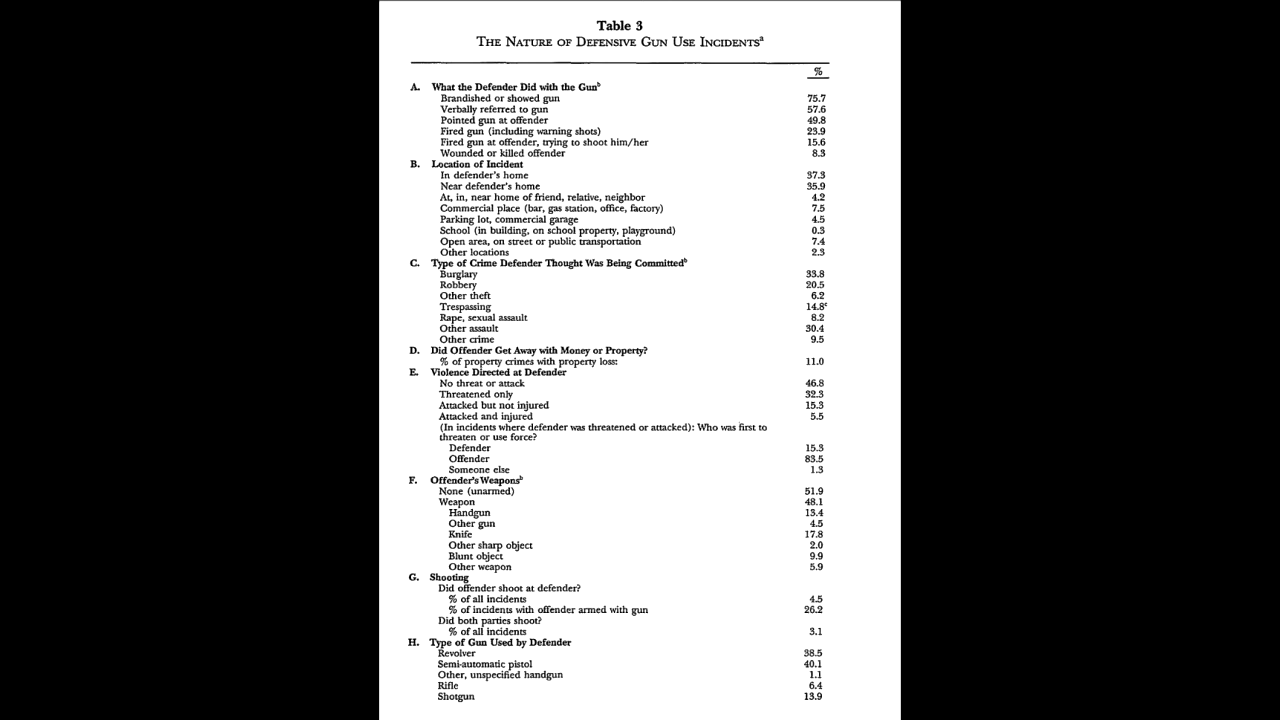 Table 3
THE NATURE OF DEFENSIVE GUN USE INCIDENTSa
%
A. What the Defender Did with the Gunb
Brandished or showed gun 75.7
Verbally referred to gun 57.6
Pointed gun at offender 49.8
Fired gun (including warning shots) 23.9
Fired gun at offender, trying to shoot him/her 15.6
Wounded or killed offender 8.3
B. Location of Incident
In defender's home 37.3
Near defender's home 35.9
At, in, near home of friend, relative, neighbor 4.2
Commercial place (bar, gas station, office, factory) 7.5
Parking lot, commercial garage 4.5
School (in building, on school property, playground) 0.3
Open area, on street or public transportation 7.4
Other locations 2.3
C. Type of Crime Defender Thought Was Being Committedb
Burglary 33.8
Robbery 20.5
Other theft 6.2
Trespassing 14.8c
Rape, sexual assault 8.2
Other assault 30.4
Other crime 9.5
D. Did Offender Get Away with Money or Property?
% of property crimes with property loss: 11.0
E. Violence Directed at Defender
No threat or attack 46.8
Threatened only 32.3
Attacked but not injured 15.3
Attacked and injured 5.5
(In incidents where defender was threatened or attacked): Who was first to
threaten or use force?
Defender 15.3
Offender 83.5
Someone else 1.3
F. Offender's Weaponsb
None (unarmed) 51.9
Weapon 48.1
Handgun 13.4
Other gun 4.5
Knife 17.8
Other sharp object 2.0
Blunt object 9.9
Other weapon 5.9
G. Shooting
Did offender shoot at defender?
% of all incidents 4.5
% of incidents with offender armed with gun 26.2
Did both parties shoot?
% of all incidents 3.1
H. Type of Gun Used by Defender
Revolver 38.5
Semi-automatic pistol 40.1
Other, unspecified handgun 1.1
Rifle 6.4
Shotgun 13.9